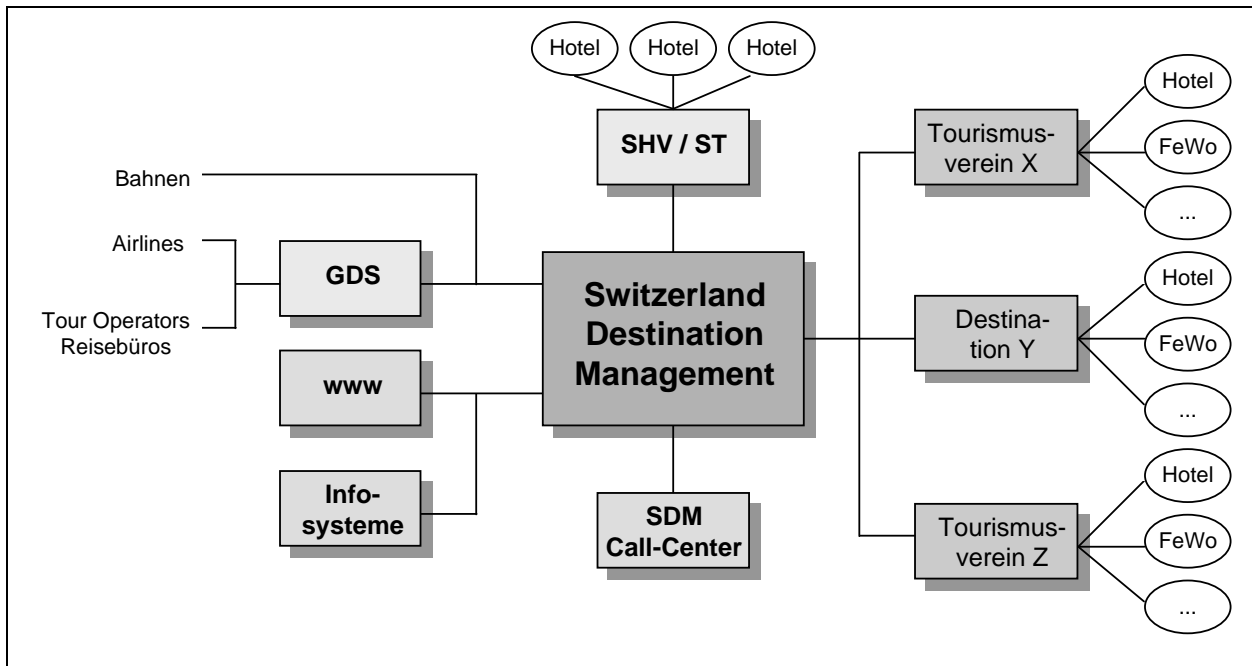 Hotel
Hotel
Hotel
SHV / ST
Bahnen
Airlines
Tour Operators
Reisebüros
GDS
www
Info-
systeme
Switzerland
Destination
Management
SDM
Call-Center
Tourismus-
verein X
Hotel
FeWo
...
Destina-
tion Y
Hotel
FeWo
...
Tourismus-
verein Z
Hotel
FeWo
...